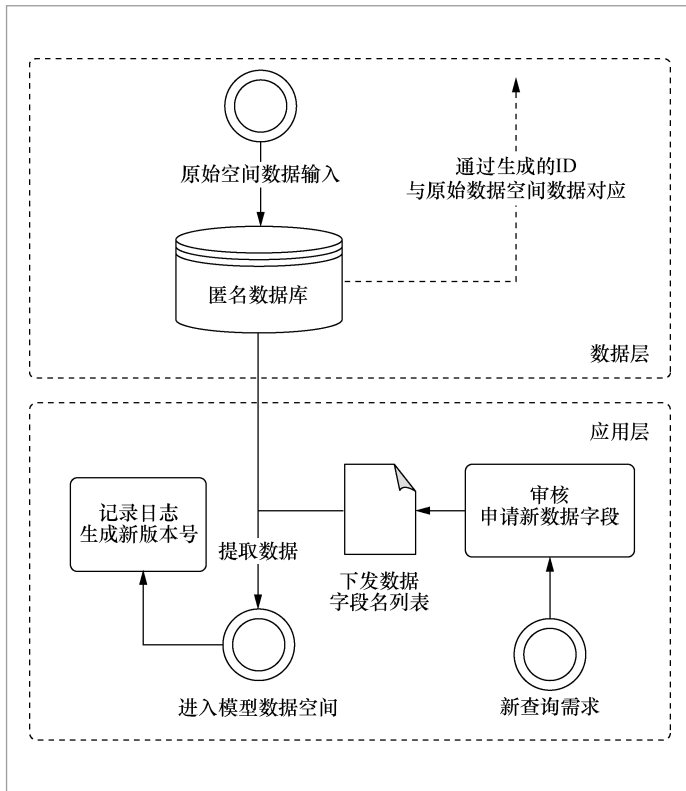 原始空间数据输入
通过生成的ID
与原始数据空间数据对应
匿名数据库
数据层
应用层
记录日志
生成新版本号
提取数据
下发数据
字段名列表
审核
申请新数据字段
进入模型数据空间
新查询需求